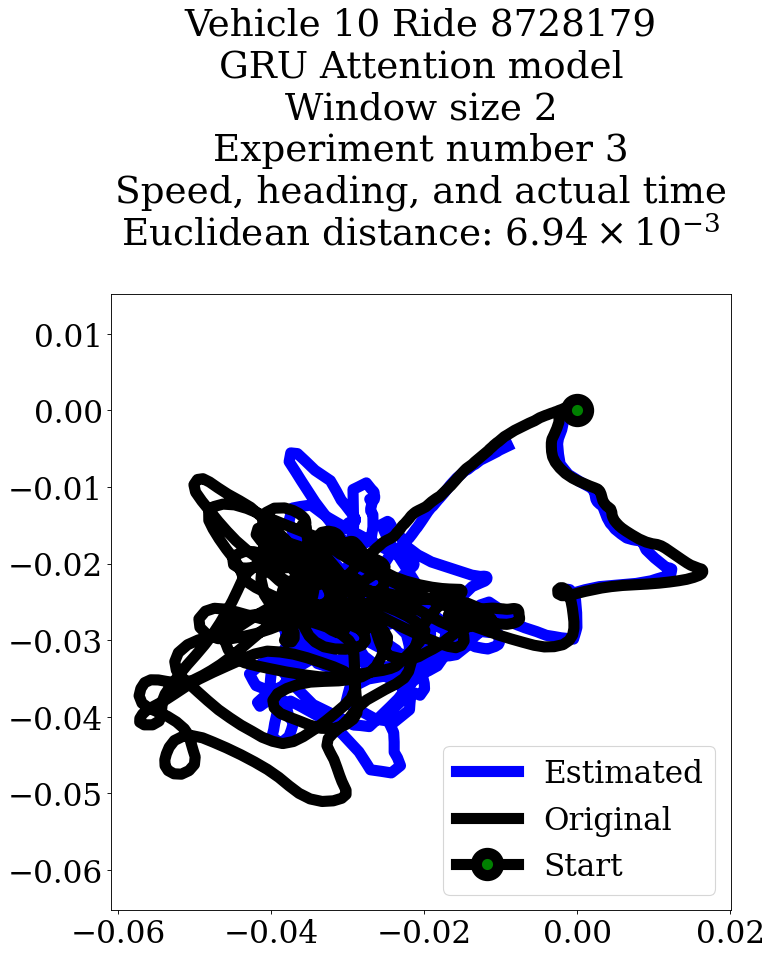 Vehicle 10 Ride 8728179
GRU Attention model
Window size 2
Experiment number 3
Speed, heading, and actual time
Euclidean distance: 6.94 × 10⁻³
0.01
0.00
−0.01
−0.02
−0.03
−0.04
−0.05
−0.06
Estimated
Original
Start
−0.06 −0.04 −0.02 0.00 0.02